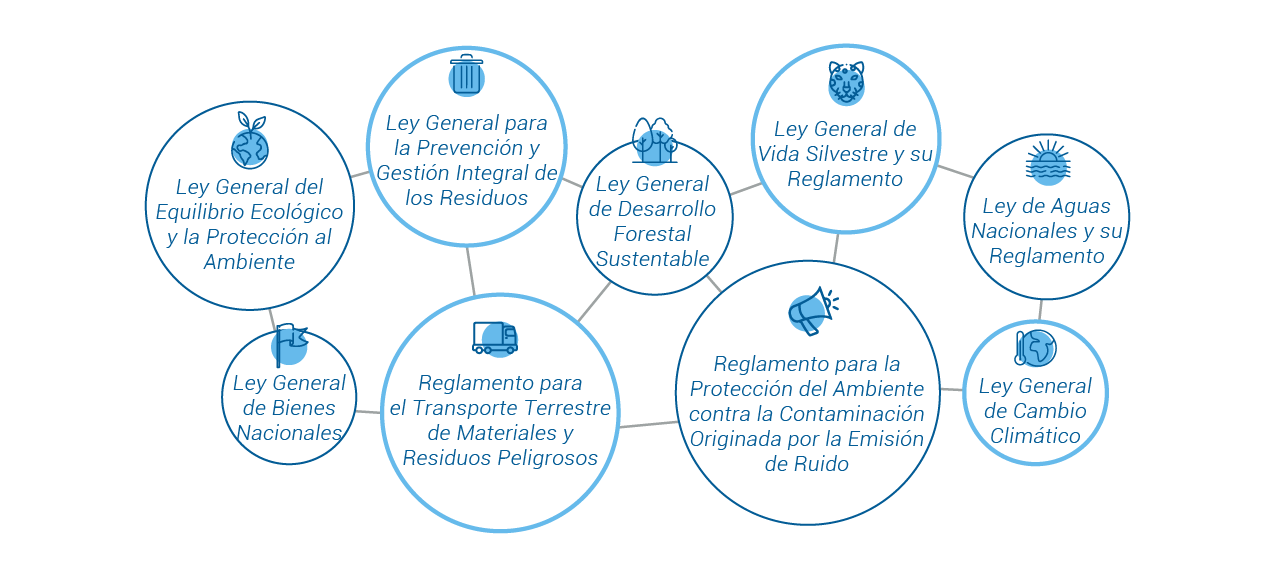 Ley General del
Equilibrio Ecológico
y la Protección al
Ambiente
Ley General para
la Prevención y
Gestión Integral de
los Residuos
Ley General
de Desarrollo
Forestal
Sustentable
Ley General de
Vida Silvestre y su
Reglamento
Ley de Aguas
Nacionales y su
Reglamento
Ley General
de Bienes
Nacionales
Reglamento para
el Transporte Terrestre
de Materiales y
Residuos Peligrosos
Reglamento para la
Protección del Ambiente
contra la Contaminación
Originada por la Emisión
de Ruido
Ley General
de Cambio
Climático